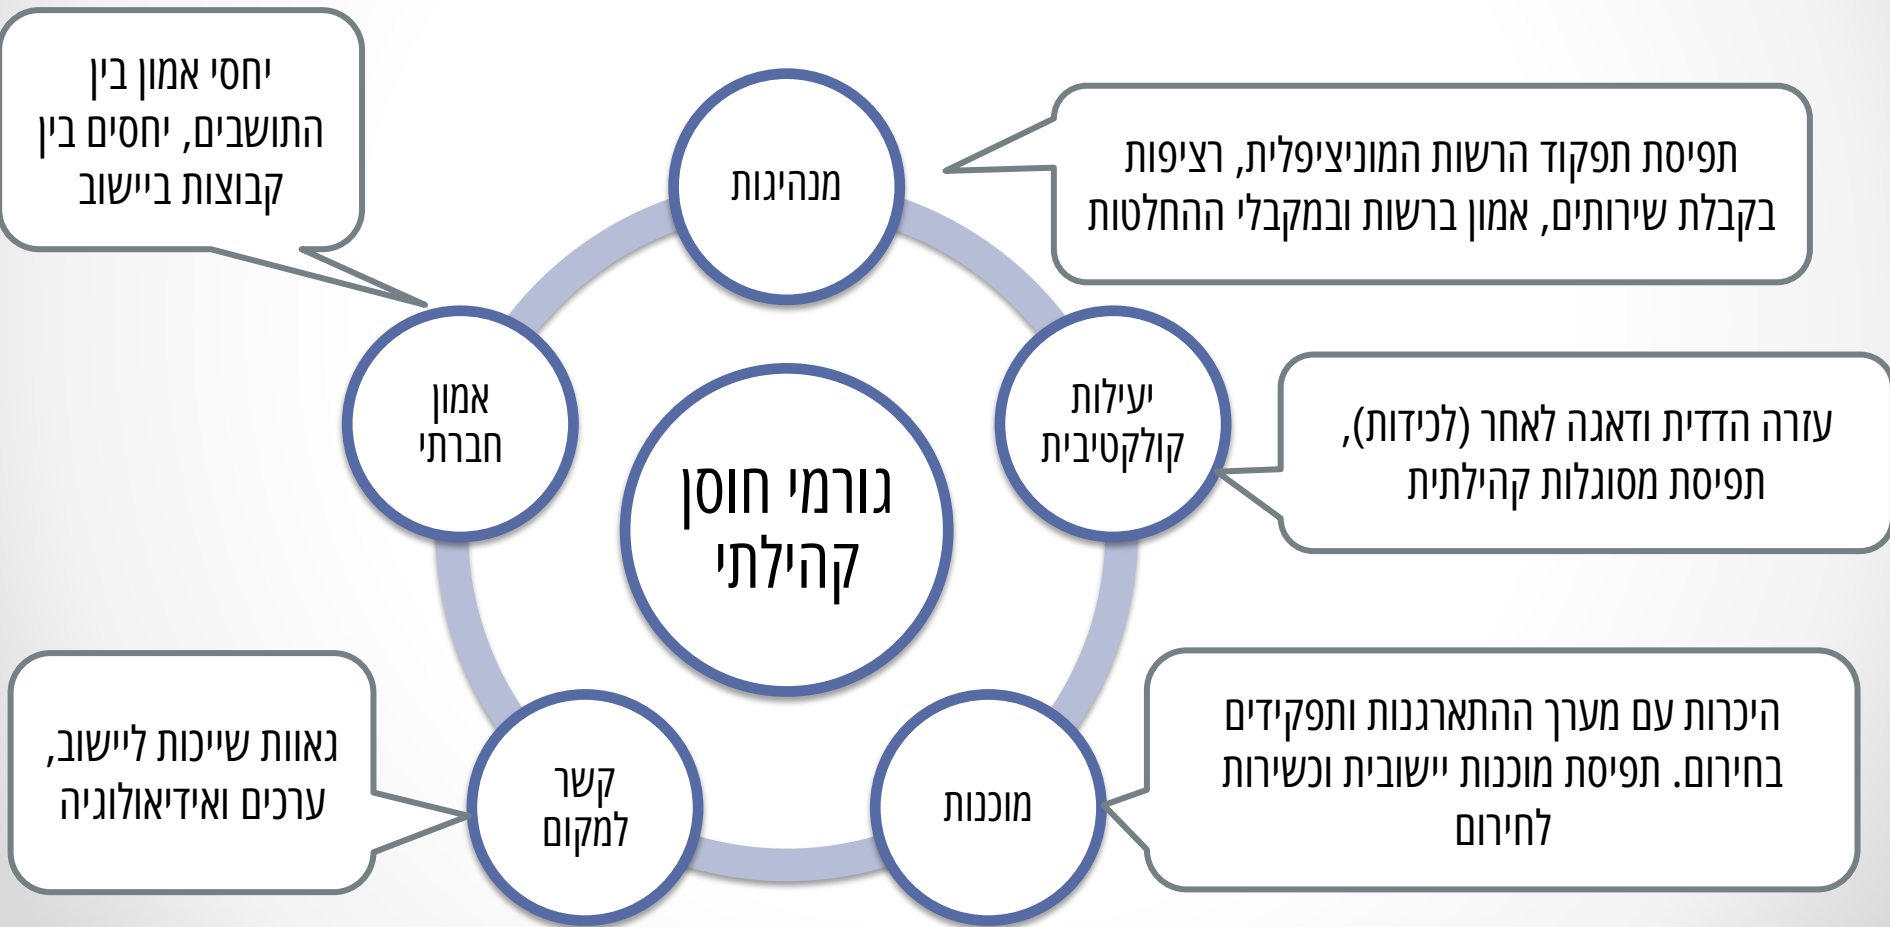 יחסי אמון בין
התושבים, יחסים בין
קבוצות ביישוב
מנהיגות
תפיסת תפקוד הרשות המוניציפלית, רציפות
בקבלת שירותים, אמון ברשות ובמקבלי ההחלטות
אמון
חברתי
יעילות
קולקטיבית
עזרה הדדית ודאגה לאחר (לכידות),
תפיסת מסוגלות קהילתית
גורמי חוסן
קהילתי
גאוות שייכות ליישוב,
ערכים ואידיאולוגיה
קשר
למקום
מוכנות
היכרות עם מערך ההתארגנות ותפקידים
בחירום. תפיסת מוכנות יישובית וכשירות
לחירום